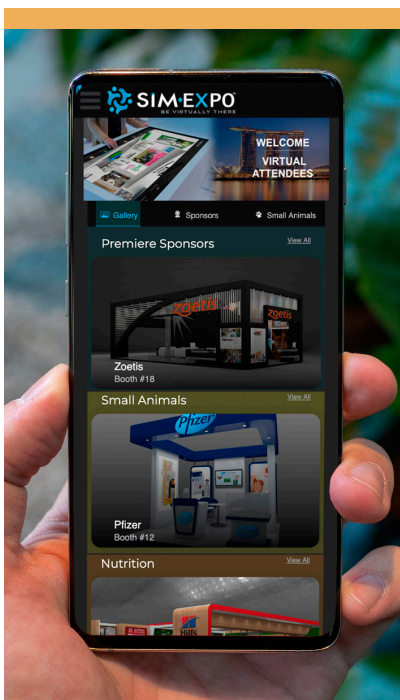 SIM-EXPO
BE VIRTUALLY THERE
WELCOME
VIRTUAL
ATTENDEES
Gallery
Sponsors
Small Animals
Premiere Sponsors
View All
zoetis
zoetis
Zoetis
Booth #18
Small Animals
View All
Pfizer
Pfizer
Booth #12
Nutrition
View All
Hill's